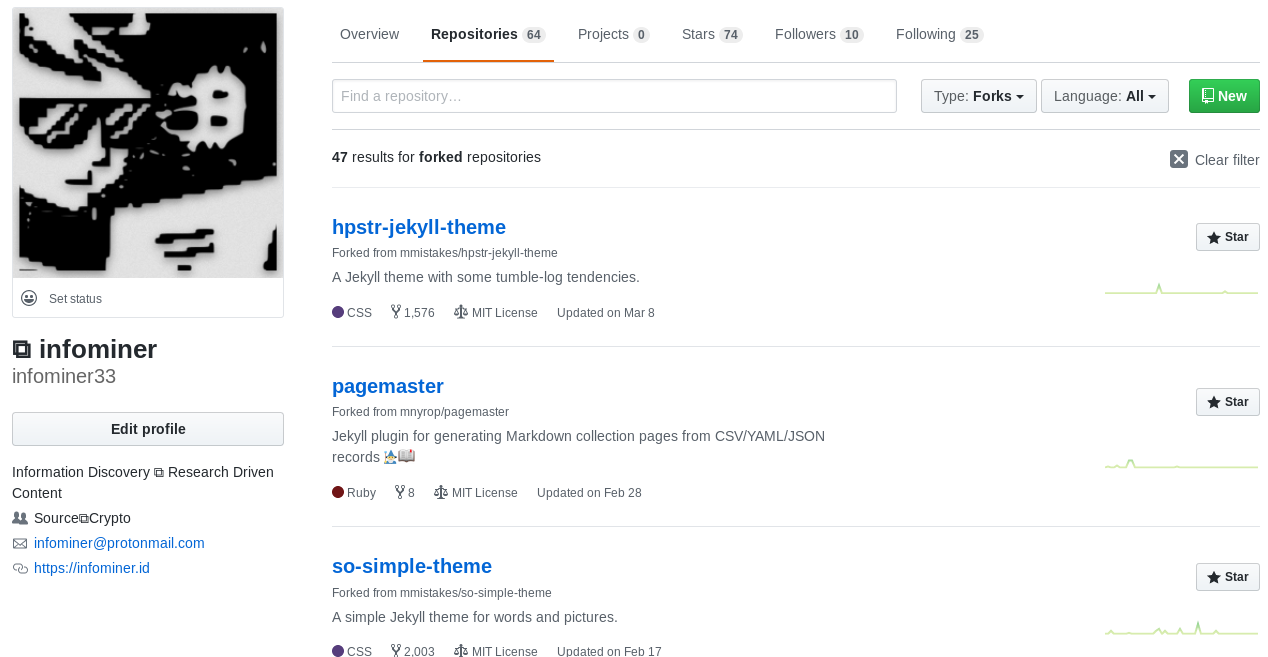 Overview Repositories 64 Projects 0 Stars 74 Followers 10 Following 25
Find a repository… Type: Forks Language: All New
47 results for forked repositories Clear filter
hpstr-jekyll-theme
Star
Forked from mmistakes/hpstr-jekyll-theme
A Jekyll theme with some tumble-log tendencies.
CSS 1,576 MIT License Updated on Mar 8
pagemaster
Star
Forked from mnyrop/pagemaster
Jekyll plugin for generating Markdown collection pages from CSV/YAML/JSON
records
Ruby 8 MIT License Updated on Feb 28
so-simple-theme
Star
Forked from mmistakes/so-simple-theme
A simple Jekyll theme for words and pictures.
CSS 2,003 MIT License Updated on Feb 17
Set status
⧉ infominer
infominer33
Edit profile
Information Discovery ⧉ Research Driven
Content
Source⧉Crypto
infominer@protonmail.com
https://infominer.id